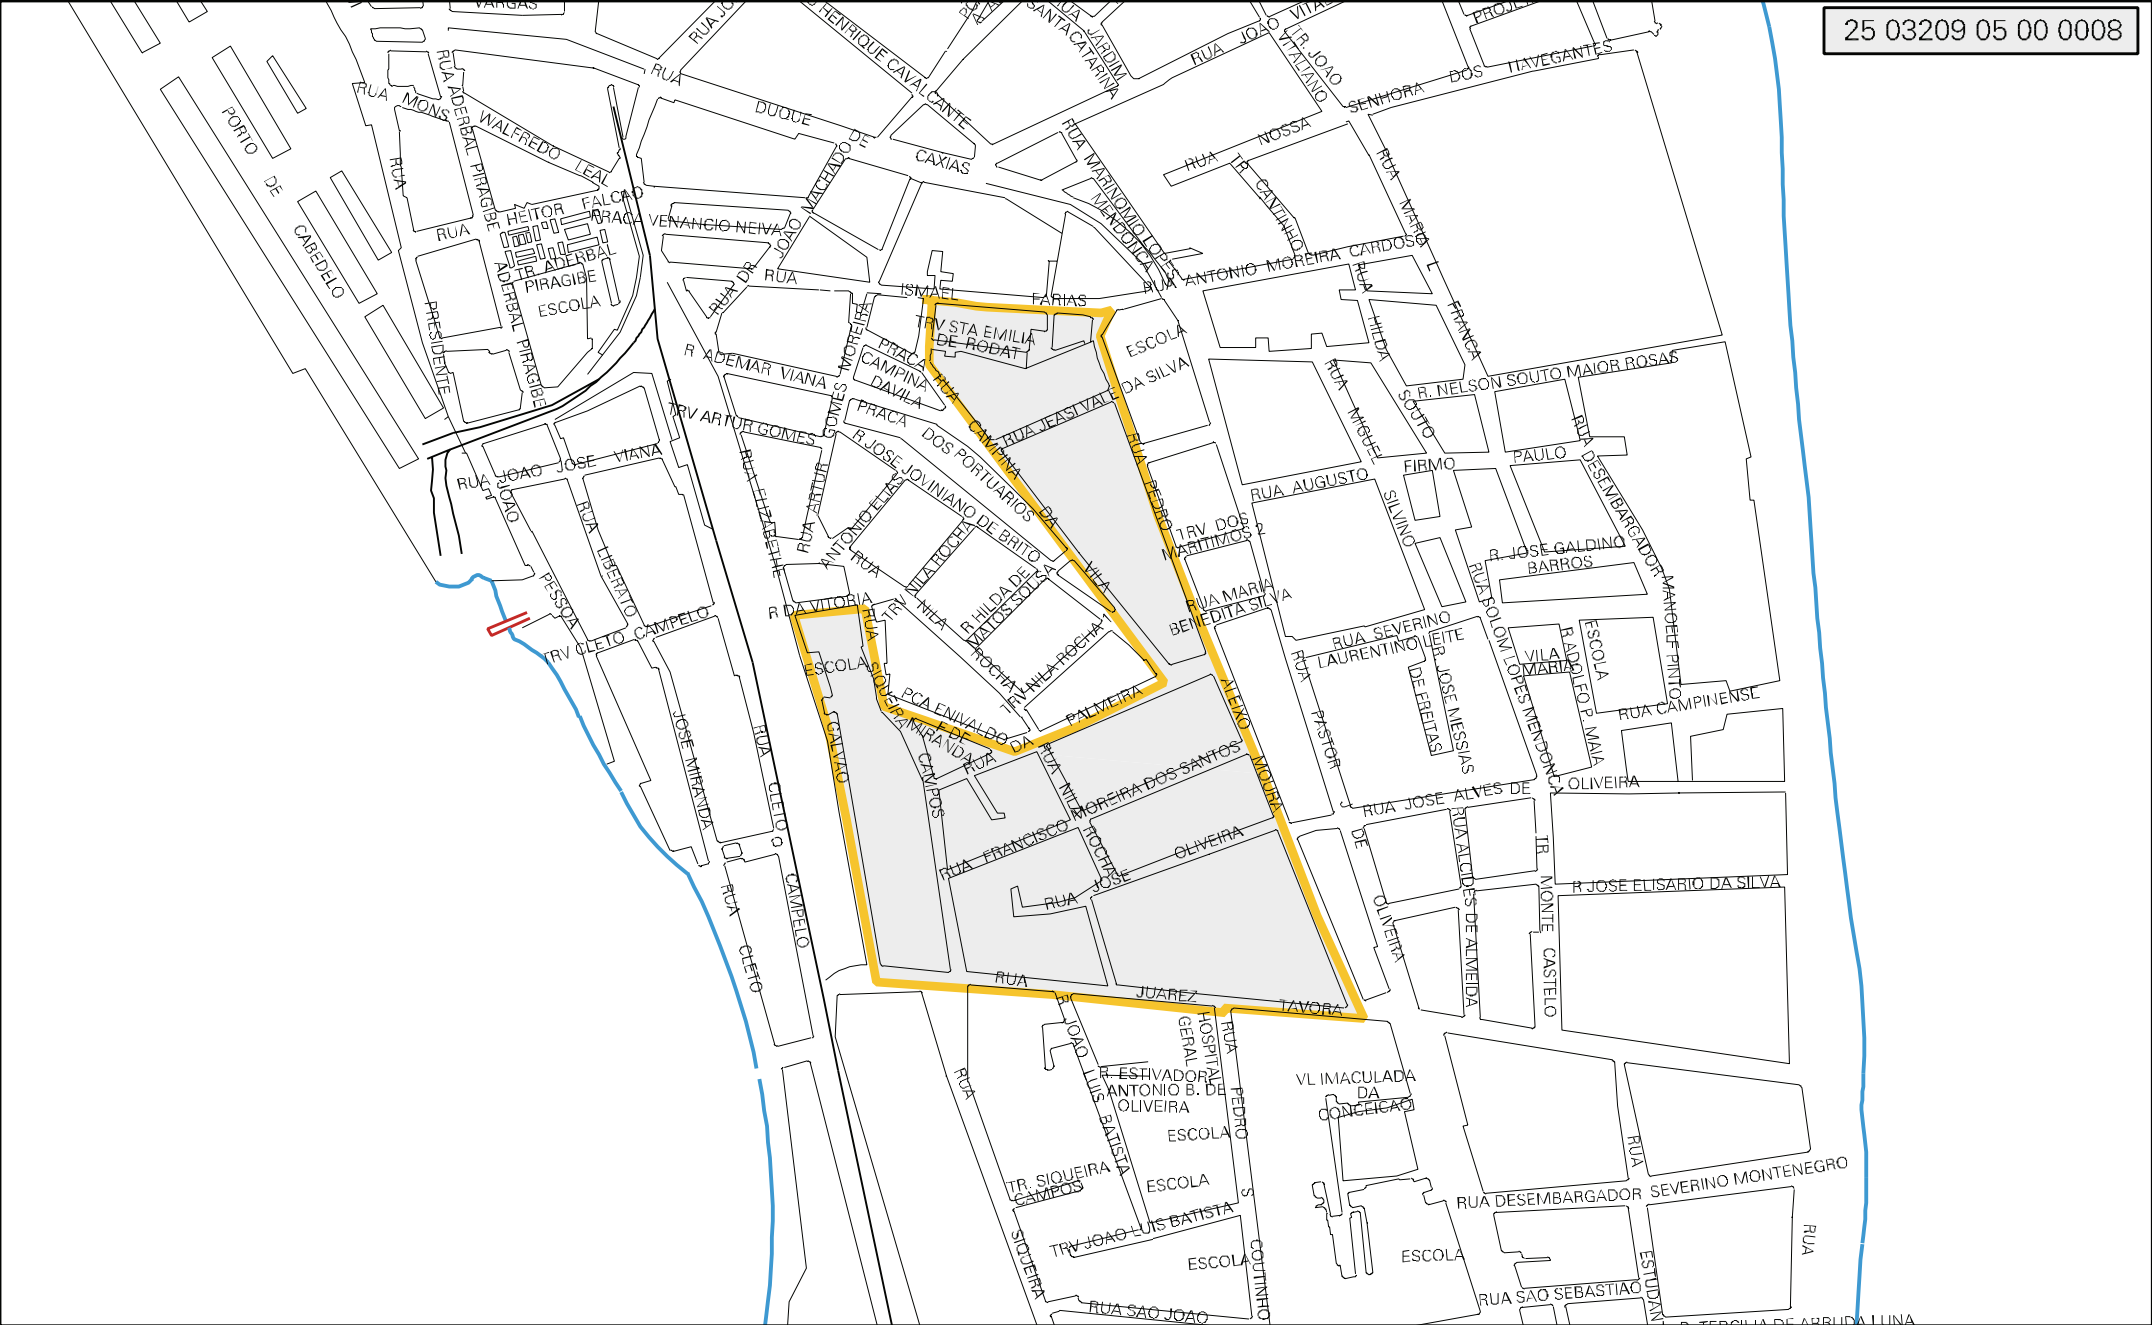 25 03209 05 00 0008
VARGAS
RUA JO
HENRIQUE CAVALCANTE
SANTA CATARINA
RUA
JARDIM
RUA JOAO VITAL
TR. JOAO
VITALIANO
PROJE
RUA NOSSA SENHORA DOS NAVEGANTES
RUA DUQUE DE CAXIAS
RUA MONS WALFREDO LEAL
RUA ADERBAL PIRAGIBE
PORTO DE CABEDELO
RUA PRESIDENTE JOAO PESSOA
RUA HEITOR FALCAO
PRACA VENANCIO NEIVA
TR. ADERBAL
PIRAGIBE
ESCOLA
ADERBAL PIRAGIBE
RUA DR JOAO MACHADO
RUA ISMAEL FARIAS
RUA MARINOMIO LOPES
MENDONCA
TR CANTINHO
RUA MARIA L FRANCA
RUA ANTONIO MOREIRA CARDOSO
RUA HILDA SOUTO
TRV STA EMILIA
DE RODAT
PRACA
CAMPINA
DAVILA
ESCOLA
RUA JEASI VALE DA SILVA
R ADEMAR VIANA
RUA ARTUR GOMES MOREIRA
TRV ARTUR GOMES
PRACA DOS PORTUARIOS
RUA CAMPINA DA VILA
R JOSE JOVINIANO DE BRITO
ANTONIO ELIAS
RUA MIGUEL
SILVINO
R. NELSON SOUTO MAIOR ROSAS
RUA AUGUSTO FIRMO PAULO
RUA DESEMBARGADOR MANOELE PINTO
RUA JOAO JOSE VIANA
RUA LIBERATO
RUA ELIZABETHE
TRV NILA ROCHA
R HILDA DE
MATOS SOUSA
RUA NILA ROCHA
TRV NILA ROCHA 1
RUA PEDRO ALEIXO MOURA
TRV DOS
MARITIMOS 2
RUA MARIA
BENEDITA SILVA
R. JOSE GALDINO
BARROS
RUA SOLOM LOPES MENDONCA
RUA SEVERINO
LAURENTINO LEITE
R. JOSE MESSIAS
DE FREITAS
VILA
MARIA
R ADOLFO P. MAIA
ESCOLA
RUA CAMPINENSE
TRV CLETO CAMPELO
R DA VITORIA
ESCOLA
RUA SIQUEIRA CAMPOS
PCA ENIVALDO
F DE
MIRANDA
RUA DA PALMEIRA
GALVAO
JOSE MIRANDA
RUA CLETO CAMPELO
RUA NILA ROCHA
RUA FRANCISCO MOREIRA DOS SANTOS
RUA JOSE OLIVEIRA
RUA PASTOR J DE OLIVEIRA
RUA JOSE ALVES DE OLIVEIRA
RUA ALCIDES DE ALMEIDA
TR MONTE CASTELO
R JOSE ELISARIO DA SILVA
RUA CLETO
RUA JUAREZ TAVORA
R JOAO LUIS BATISTA
HOSPITAL
GERAL
RUA PEDRO S COUTINHO
R. ESTIVADOR
ANTONIO B. DE
OLIVEIRA
ESCOLA
VL IMACULADA
DA
CONCEICAO
RUA SIQUEIRA
TR. SIQUEIRA
CAMPOS
ESCOLA
TRV JOAO LUIS BATISTA
ESCOLA
ESCOLA
RUA SAO JOAO
RUA DESEMBARGADOR SEVERINO MONTENEGRO
RUA ESTUDAN
RUA
RUA SAO SEBASTIAO
R. TERCILIA DE ARRUDA LUNA